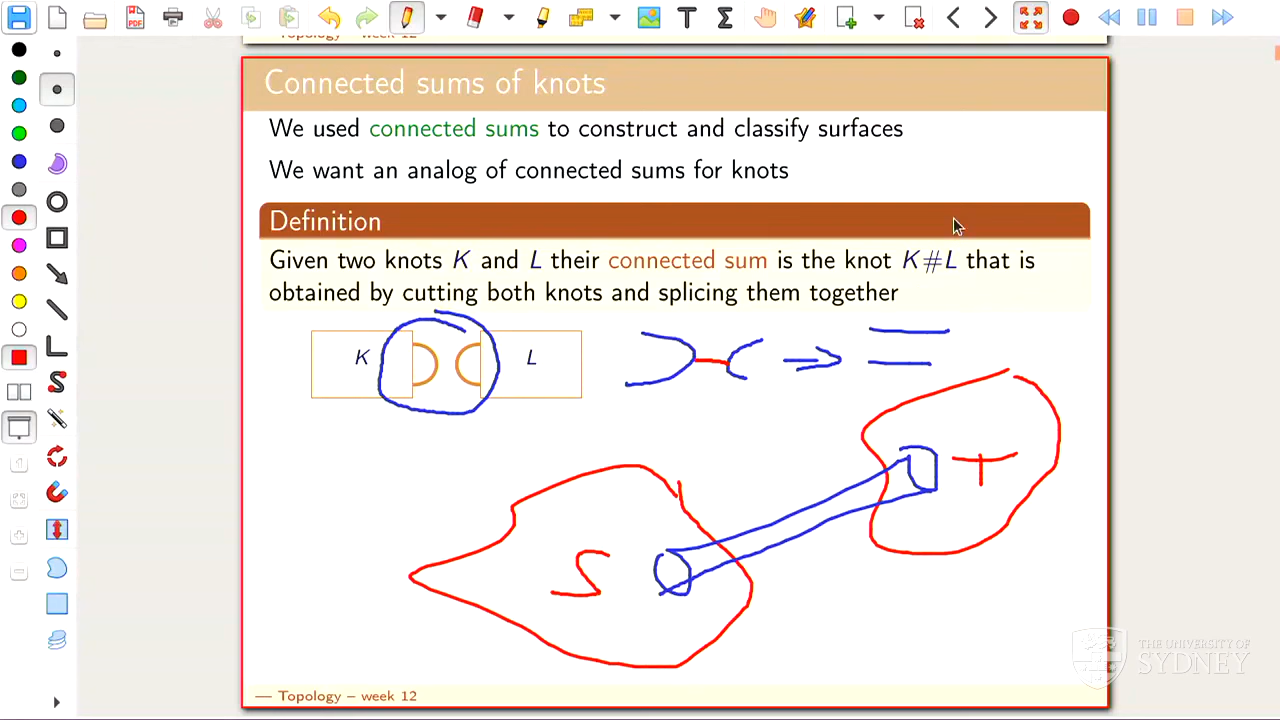 Topology – week 12
Connected sums of knots
We used connected sums to construct and classify surfaces
We want an analog of connected sums for knots
Definition
Given two knots K and L their connected sum is the knot K#L that is
obtained by cutting both knots and splicing them together
K L
T
S
THE UNIVERSITY OF
SYDNEY
— Topology – week 12